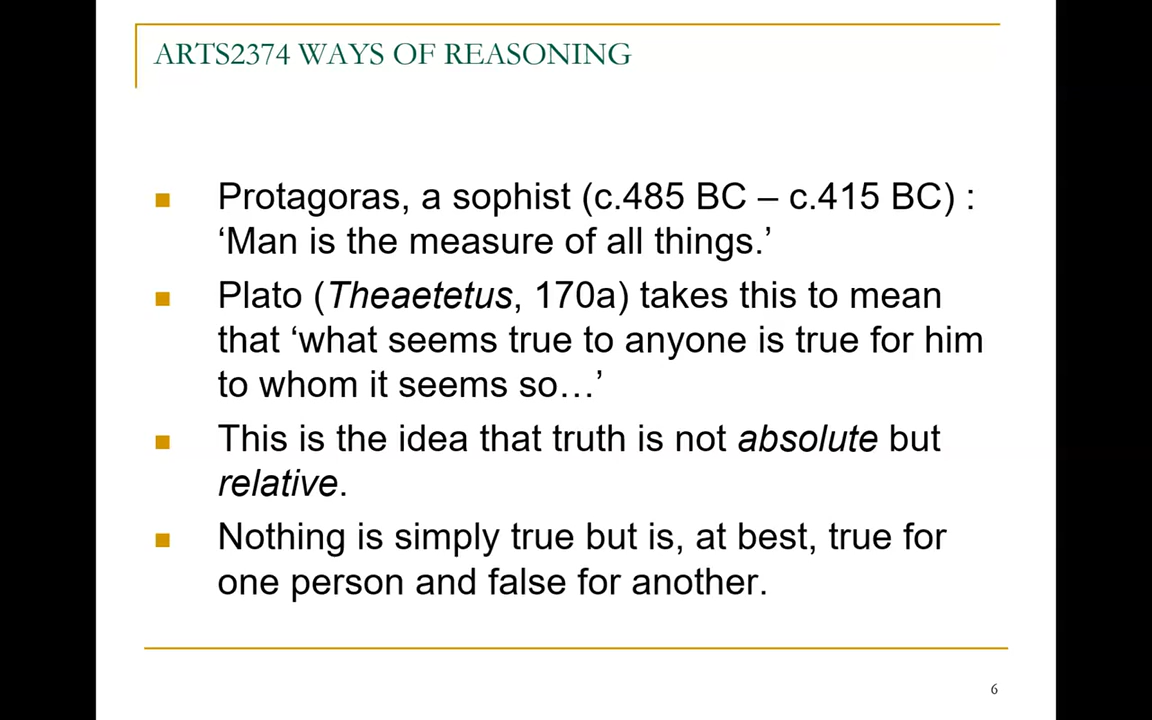 ARTS2374 WAYS OF REASONING
Protagoras, a sophist (c.485 BC – c.415 BC) :
‘Man is the measure of all things.’
Plato (Theaetetus, 170a) takes this to mean
that ‘what seems true to anyone is true for him
to whom it seems so…’
This is the idea that truth is not absolute but
relative.
Nothing is simply true but is, at best, true for
one person and false for another.
6